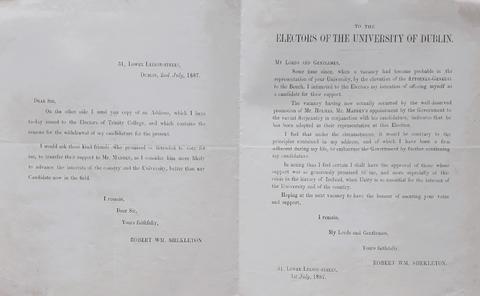 31, Lower Leeson-street,
Dublin, 2nd July, 1887.
Dear Sir,
On the other side I send you copy of an Address, which I have
to-day issued to the Electors of Trinity College, and which contains the
reasons for the withdrawal of my candidature for the present.
I would ask those kind friends who promised or intended to vote for
me, to transfer their support to Mr. Madden, as I consider him more likely
to advance the interests of the country and the University, better than any
Candidate now in the field.
I remain,
Dear Sir,
Yours faithfully,
ROBERT WM. SHEKLETON.
TO THE
ELECTORS OF THE UNIVERSITY OF DUBLIN.
My Lords and Gentlemen,
Some time since, when a vacancy had become probable in the
representation of your University, by the elevation of the Attorney-General
to the Bench, I intimated to the Electors my intention of offering myself as
a candidate for their support.
The vacancy having now actually occurred by the well-deserved
promotion of Mr. Holmes, Mr. Madden's appointment by the Government to
the vacant Serjeantcy in conjunction with his candidature, indicates that he
has been adopted as their representative at this Election.
I feel that under the circumstances, it would be contrary to the
principles contained in my address, and of which I have been a firm
adherent during my life, to embarrass the Government by further continuing
my candidature.
In acting thus I feel certain I shall have the approval of those whose
support was so generously promised to me, and more especially at this
crisis in the history of Ireland, when Unity is so essential for the interest of
the University and of the country.
Hoping at the next vacancy to have the honour of securing your votes
and support,
I remain,
My Lords and Gentlemen,
Yours faithfully,
ROBERT WM. SHEKLETON.
31, Lower Leeson-street,
1st July, 1887.